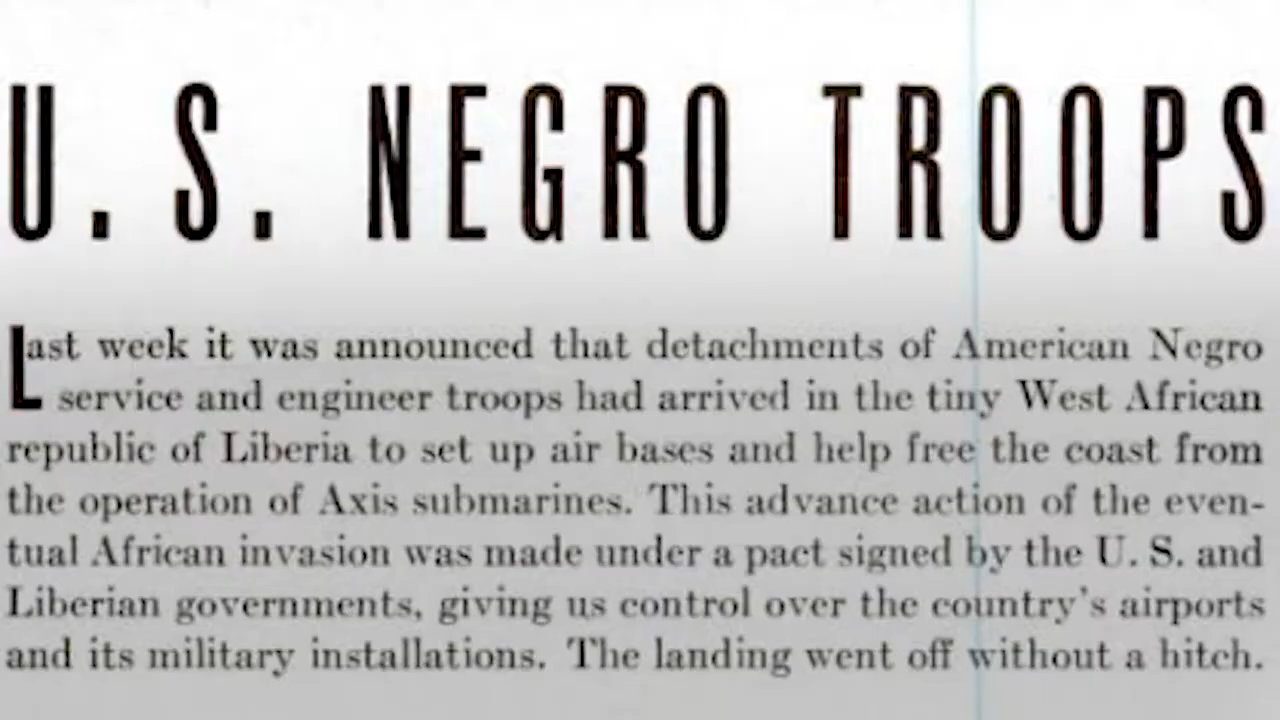 U. S. NEGRO TROOPS
Last week it was announced that detachments of American Negro
service and engineer troops had arrived in the tiny West African
republic of Liberia to set up air bases and help free the coast from
the operation of Axis submarines. This advance action of the even-
tual African invasion was made under a pact signed by the U. S. and
Liberian governments, giving us control over the country's airports
and its military installations. The landing went off without a hitch.